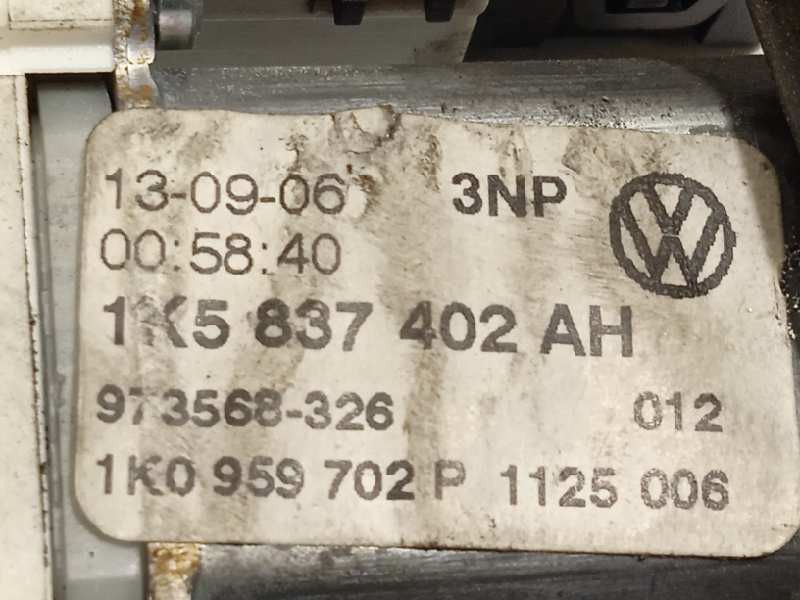 13-09-06 3NP
00:58:40
1K5 837 402 AH
973568-326 012
1K0 959 702 P 1125 006